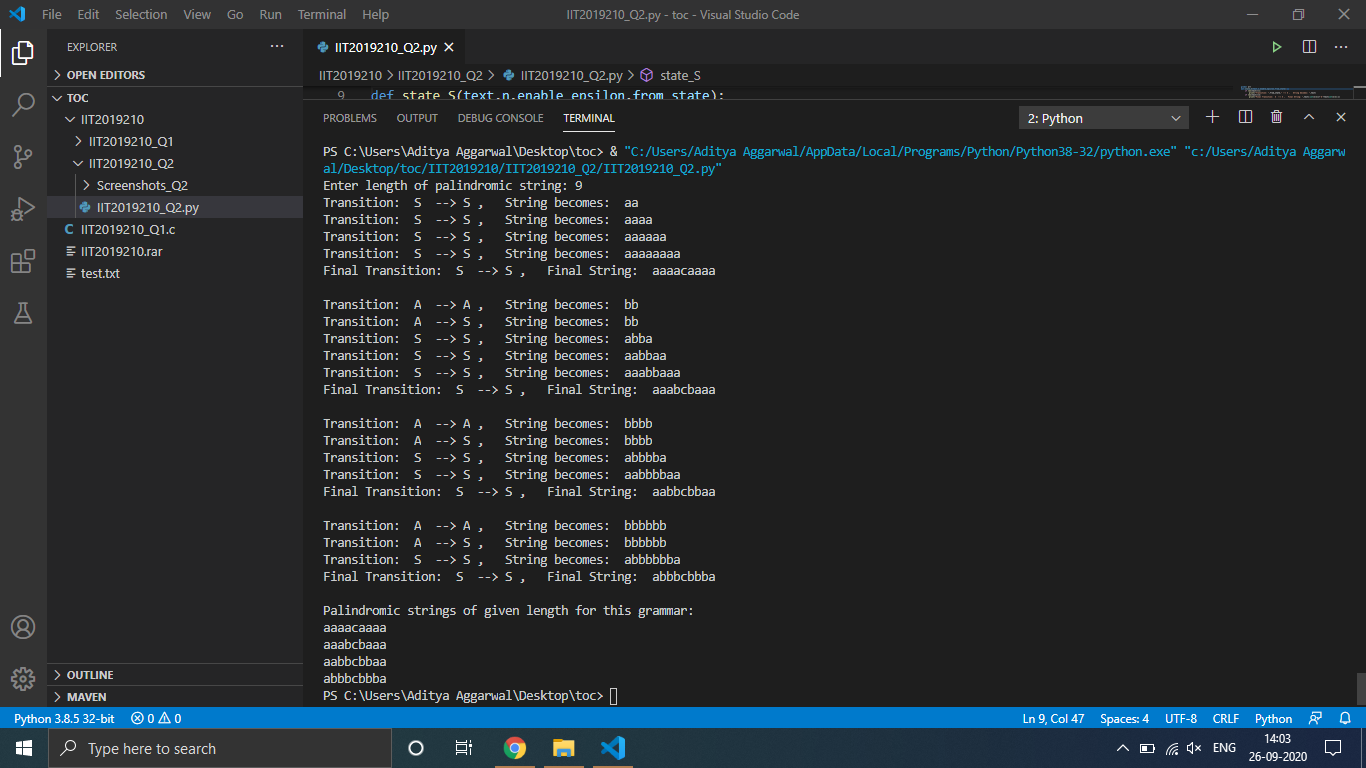 File Edit Selection View Go Run Terminal Help
IIT2019210_Q2.py - toc - Visual Studio Code
EXPLORER
OPEN EDITORS
TOC
IIT2019210
IIT2019210_Q1
IIT2019210_Q2
Screenshots_Q2
IIT2019210_Q2.py
IIT2019210_Q1.c
IIT2019210.rar
test.txt
OUTLINE
MAVEN
IIT2019210_Q2.py
IIT2019210 > IIT2019210_Q2 > IIT2019210_Q2.py > state_S
9 def state_S(text,n,enable_epsilon,from_state):
PROBLEMS OUTPUT DEBUG CONSOLE TERMINAL
2: Python
PS C:\Users\Aditya Aggarwal\Desktop\toc> & "C:/Users/Aditya Aggarwal/AppData/Local/Programs/Python/Python38-32/python.exe" "c:/Users/Aditya Aggarw
al/Desktop/toc/IIT2019210/IIT2019210_Q2/IIT2019210_Q2.py"
Enter length of palindromic string: 9
Transition:  S  --> S ,   String becomes:  aa
Transition:  S  --> S ,   String becomes:  aaaa
Transition:  S  --> S ,   String becomes:  aaaaaa
Transition:  S  --> S ,   String becomes:  aaaaaaaa
Final Transition:  S  --> S ,   Final String:  aaaacaaaa
Transition:  A  --> A ,   String becomes:  bb
Transition:  A  --> S ,   String becomes:  bb
Transition:  S  --> S ,   String becomes:  abba
Transition:  S  --> S ,   String becomes:  aabbaa
Transition:  S  --> S ,   String becomes:  aaabbaaa
Final Transition:  S  --> S ,   Final String:  aaabcbaaa
Transition:  A  --> A ,   String becomes:  bbbb
Transition:  A  --> S ,   String becomes:  bbbb
Transition:  S  --> S ,   String becomes:  abbbba
Transition:  S  --> S ,   String becomes:  aabbbbaa
Final Transition:  S  --> S ,   Final String:  aabbcbbaa
Transition:  A  --> A ,   String becomes:  bbbbbb
Transition:  A  --> S ,   String becomes:  bbbbbb
Transition:  S  --> S ,   String becomes:  abbbbbba
Final Transition:  S  --> S ,   Final String:  abbbcbbba
Palindromic strings of given length for this grammar:
aaaacaaaa
aaabcbaaa
aabbcbbaa
abbbcbbba
PS C:\Users\Aditya Aggarwal\Desktop\toc>
Python 3.8.5 32-bit 0 0
Ln 9, Col 47 Spaces: 4 UTF-8 CRLF Python
Type here to search
ENG
14:03
26-09-2020